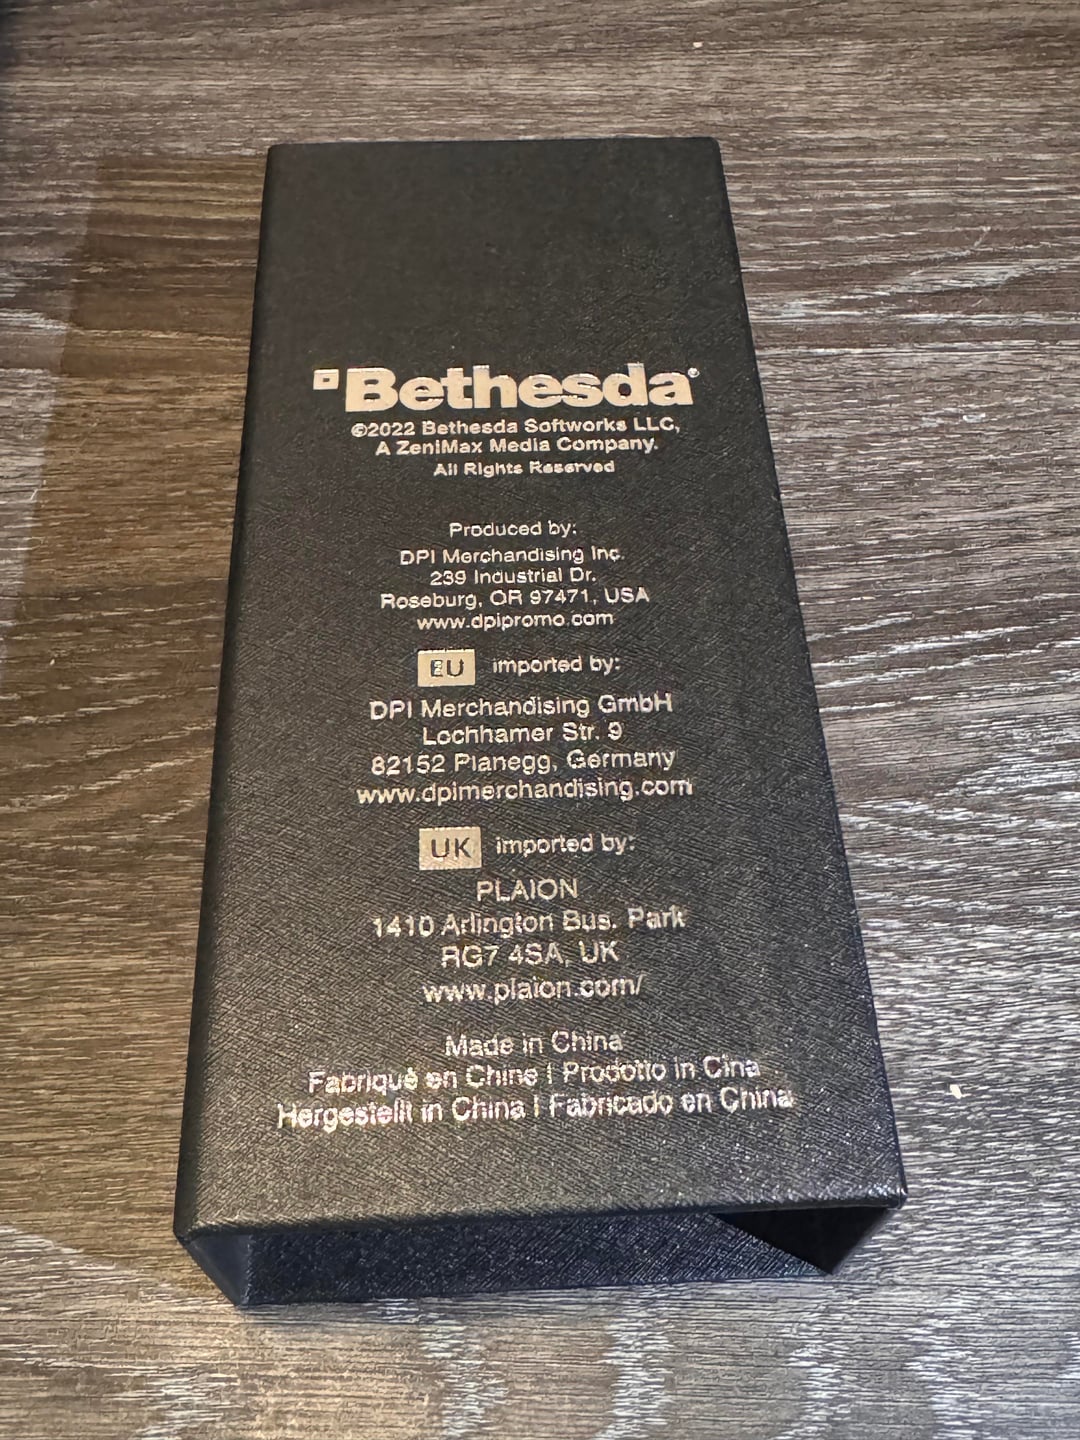 Bethesda®
©2022 Bethesda Softworks LLC,
A ZeniMax Media Company.
All Rights Reserved
Produced by:
DPI Merchandising Inc.
239 Industrial Dr.
Roseburg, OR 97471, USA
www.dpipromo.com
EU imported by:
DPI Merchandising GmbH
Lochhamer Str. 9
82152 Planegg, Germany
www.dpimerchandising.com
UK imported by:
PLAION
1410 Arlington Bus. Park
RG7 4SA, UK
www.plaion.com/
Made in China
Fabriqué en Chine | Prodotto in Cina
Hergestellt in China | Fabricado en China